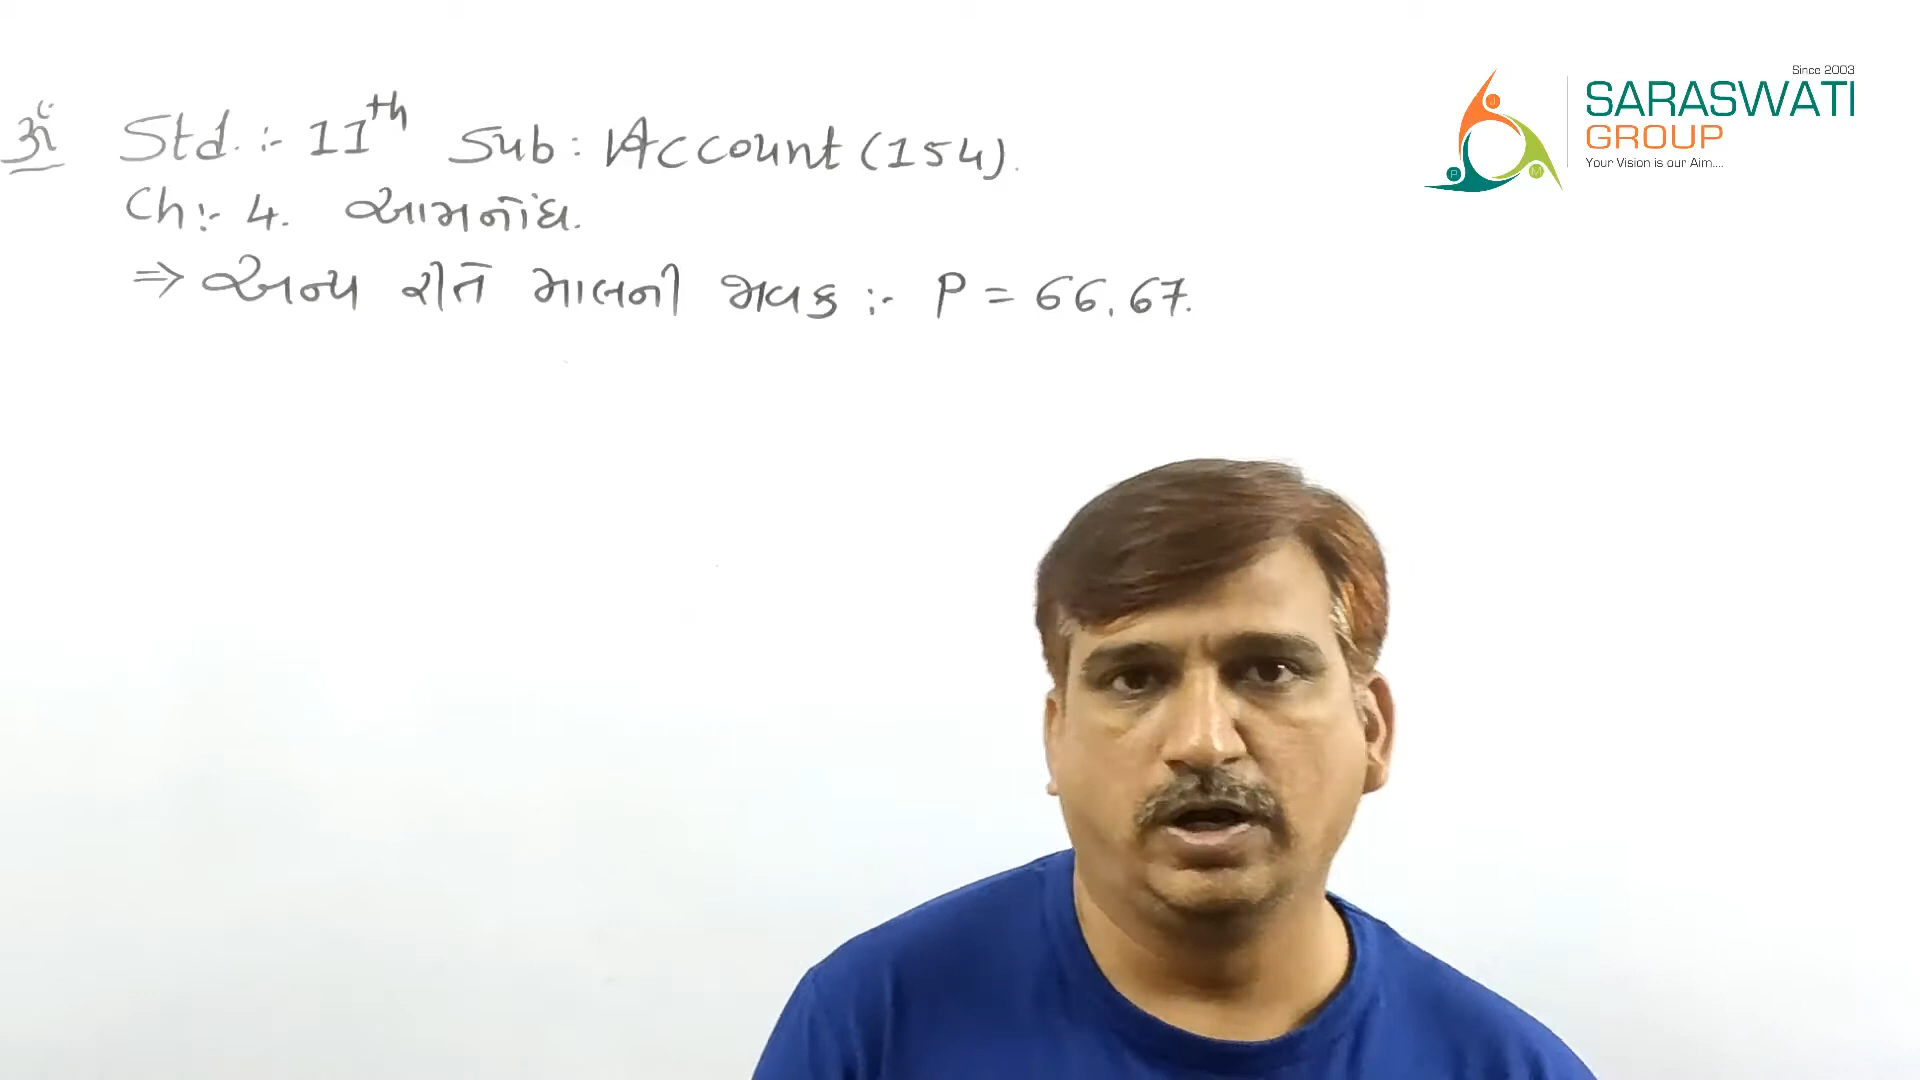 ૐ Std. :- 11th Sub : Account (154).
Ch :- 4. આમનોંધ.
⇒ અન્ય રીતે માલની જાવક :- P = 66, 67.
Since 2003
SARASWATI
GROUP
Your Vision is our Aim....
J
P
M